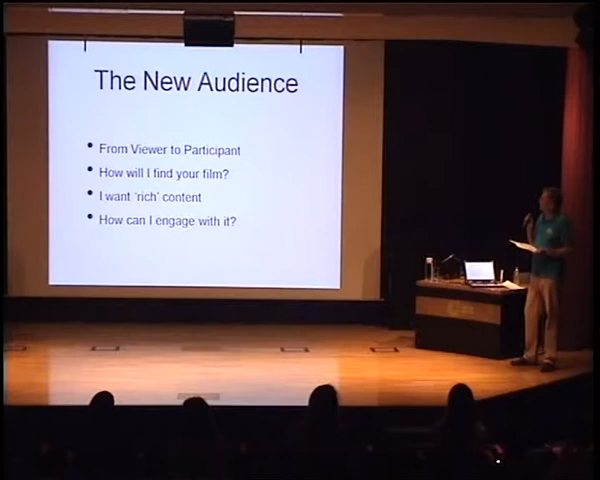 The New Audience
• From Viewer to Participant
• How will I find your film?
• I want 'rich' content
• How can I engage with it?